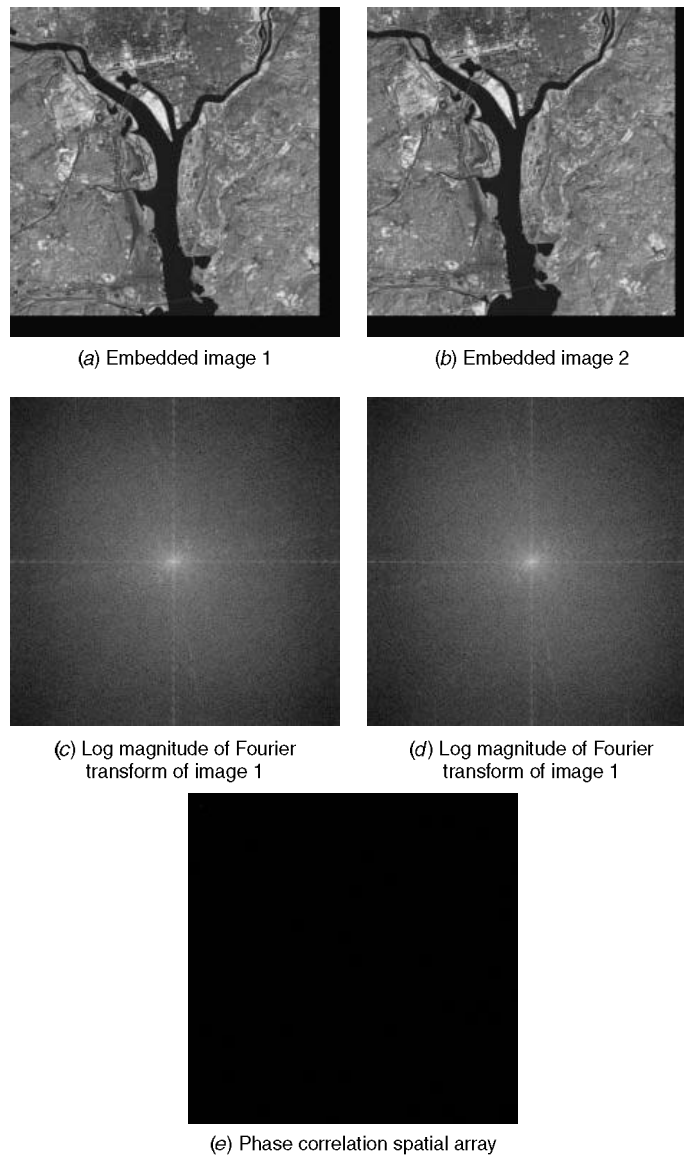 (a) Embedded image 1
(b) Embedded image 2
(c) Log magnitude of Fourier
transform of image 1
(d) Log magnitude of Fourier
transform of image 1
(e) Phase correlation spatial array